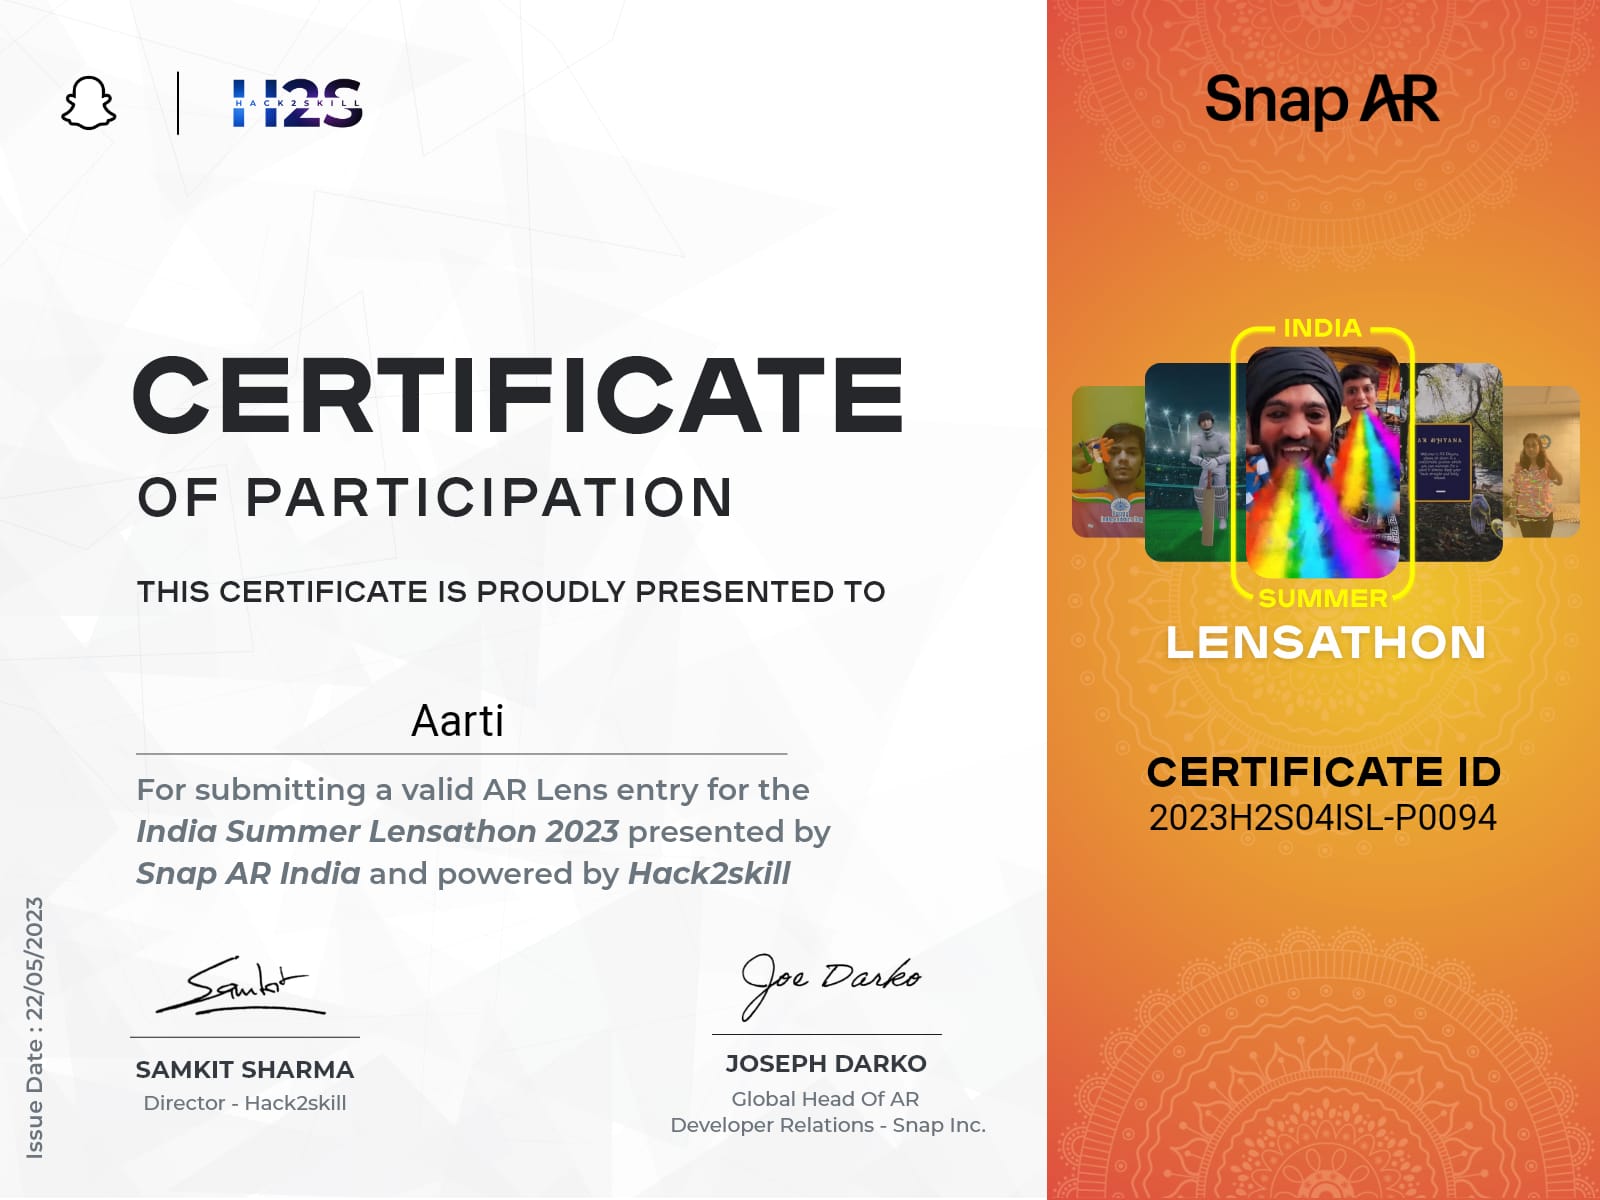 H2S
HACK2SKILL
CERTIFICATE
OF PARTICIPATION
THIS CERTIFICATE IS PROUDLY PRESENTED TO
Aarti
For submitting a valid AR Lens entry for the
India Summer Lensathon 2023 presented by
Snap AR India and powered by Hack2skill
Samkit
SAMKIT SHARMA
Director - Hack2skill
Joe Darko
JOSEPH DARKO
Global Head Of AR
Developer Relations - Snap Inc.
Issue Date : 22/05/2023
Snap AR
INDIA
AR DHYANA
SUMMER
LENSATHON
CERTIFICATE ID
2023H2S04ISL-P0094